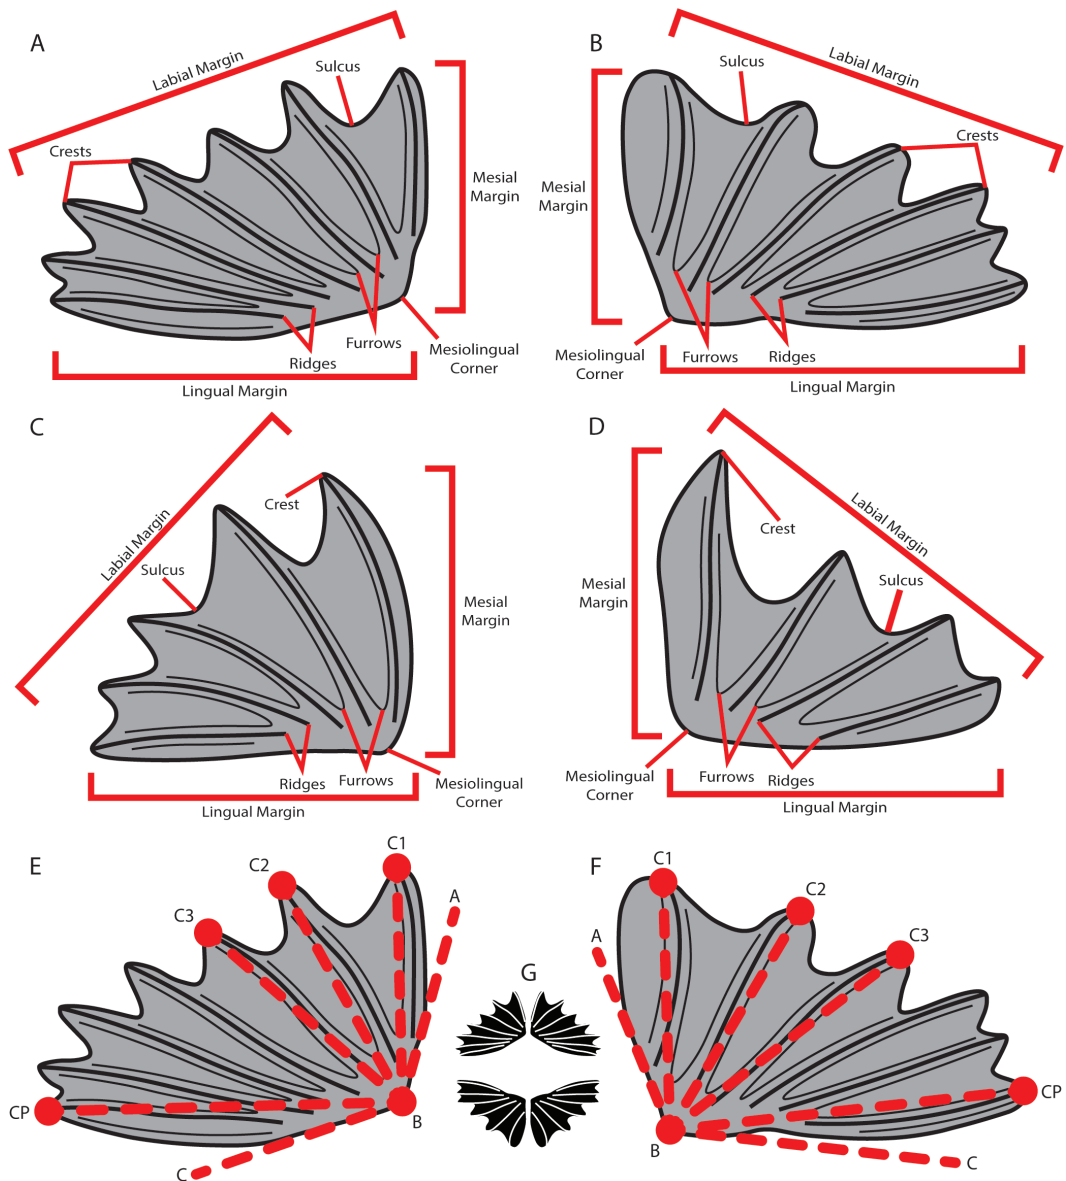 A
Labial Margin
Sulcus
Crests
Mesial
Margin
Furrows
Ridges
Mesiolingual
Corner
Lingual Margin
B
Labial Margin
Sulcus
Crests
Mesial
Margin
Mesiolingual
Corner
Furrows
Ridges
Lingual Margin
C
Labial Margin
Crest
Sulcus
Mesial
Margin
Ridges
Furrows
Mesiolingual
Corner
Lingual Margin
D
Labial Margin
Crest
Sulcus
Mesial
Margin
Mesiolingual
Corner
Furrows
Ridges
Lingual Margin
E
C1
C2
C3
A
CP
B
C
G
F
C1
C2
C3
A
CP
B
C